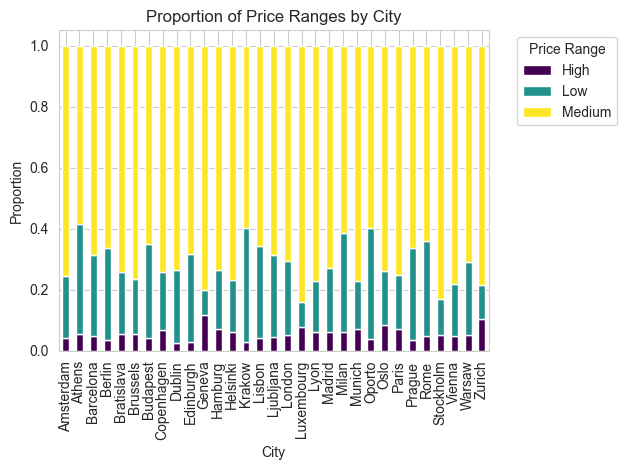 Proportion of Price Ranges by City
Price Range
High
Low
Medium
1.0
0.8
0.6
0.4
0.2
0.0
Proportion
Amsterdam
Athens
Barcelona
Berlin
Bratislava
Brussels
Budapest
Copenhagen
Dublin
Edinburgh
Geneva
Hamburg
Helsinki
Krakow
Lisbon
Ljubljana
London
Luxembourg
Lyon
Madrid
Milan
Munich
Oporto
Oslo
Paris
Prague
Rome
Stockholm
Vienna
Warsaw
Zurich
City